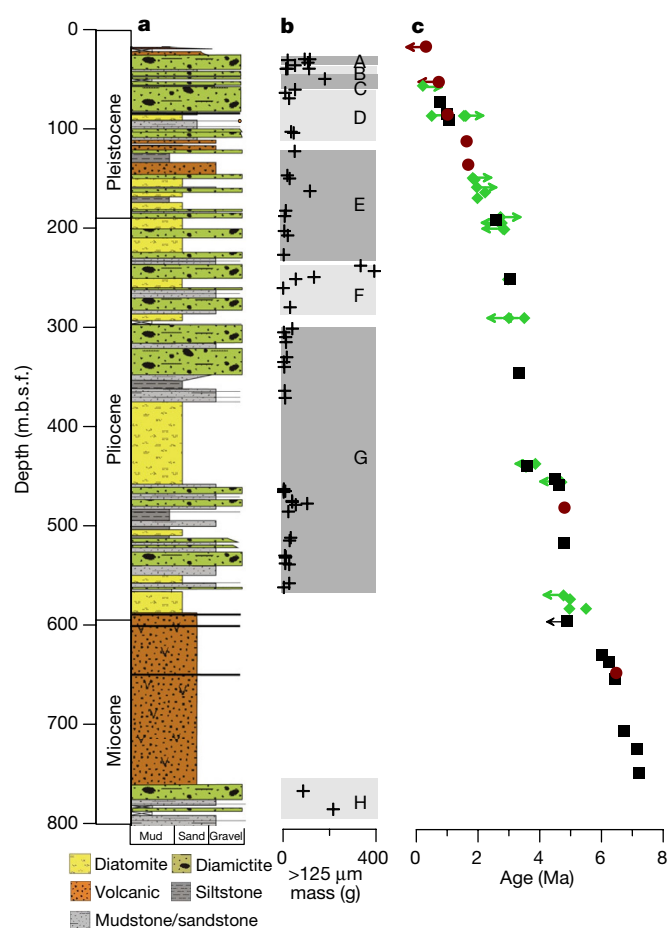 a
b
c
Depth (m.b.s.f.)
0
100
200
300
400
500
600
700
800
Pleistocene
Pliocene
Miocene
Mud Sand Gravel
A
B
C
D
E
F
G
H
0 400
>125 μm
mass (g)
0 2 4 6 8
Age (Ma)
Diatomite
Diamictite
Volcanic
Siltstone
Mudstone/sandstone